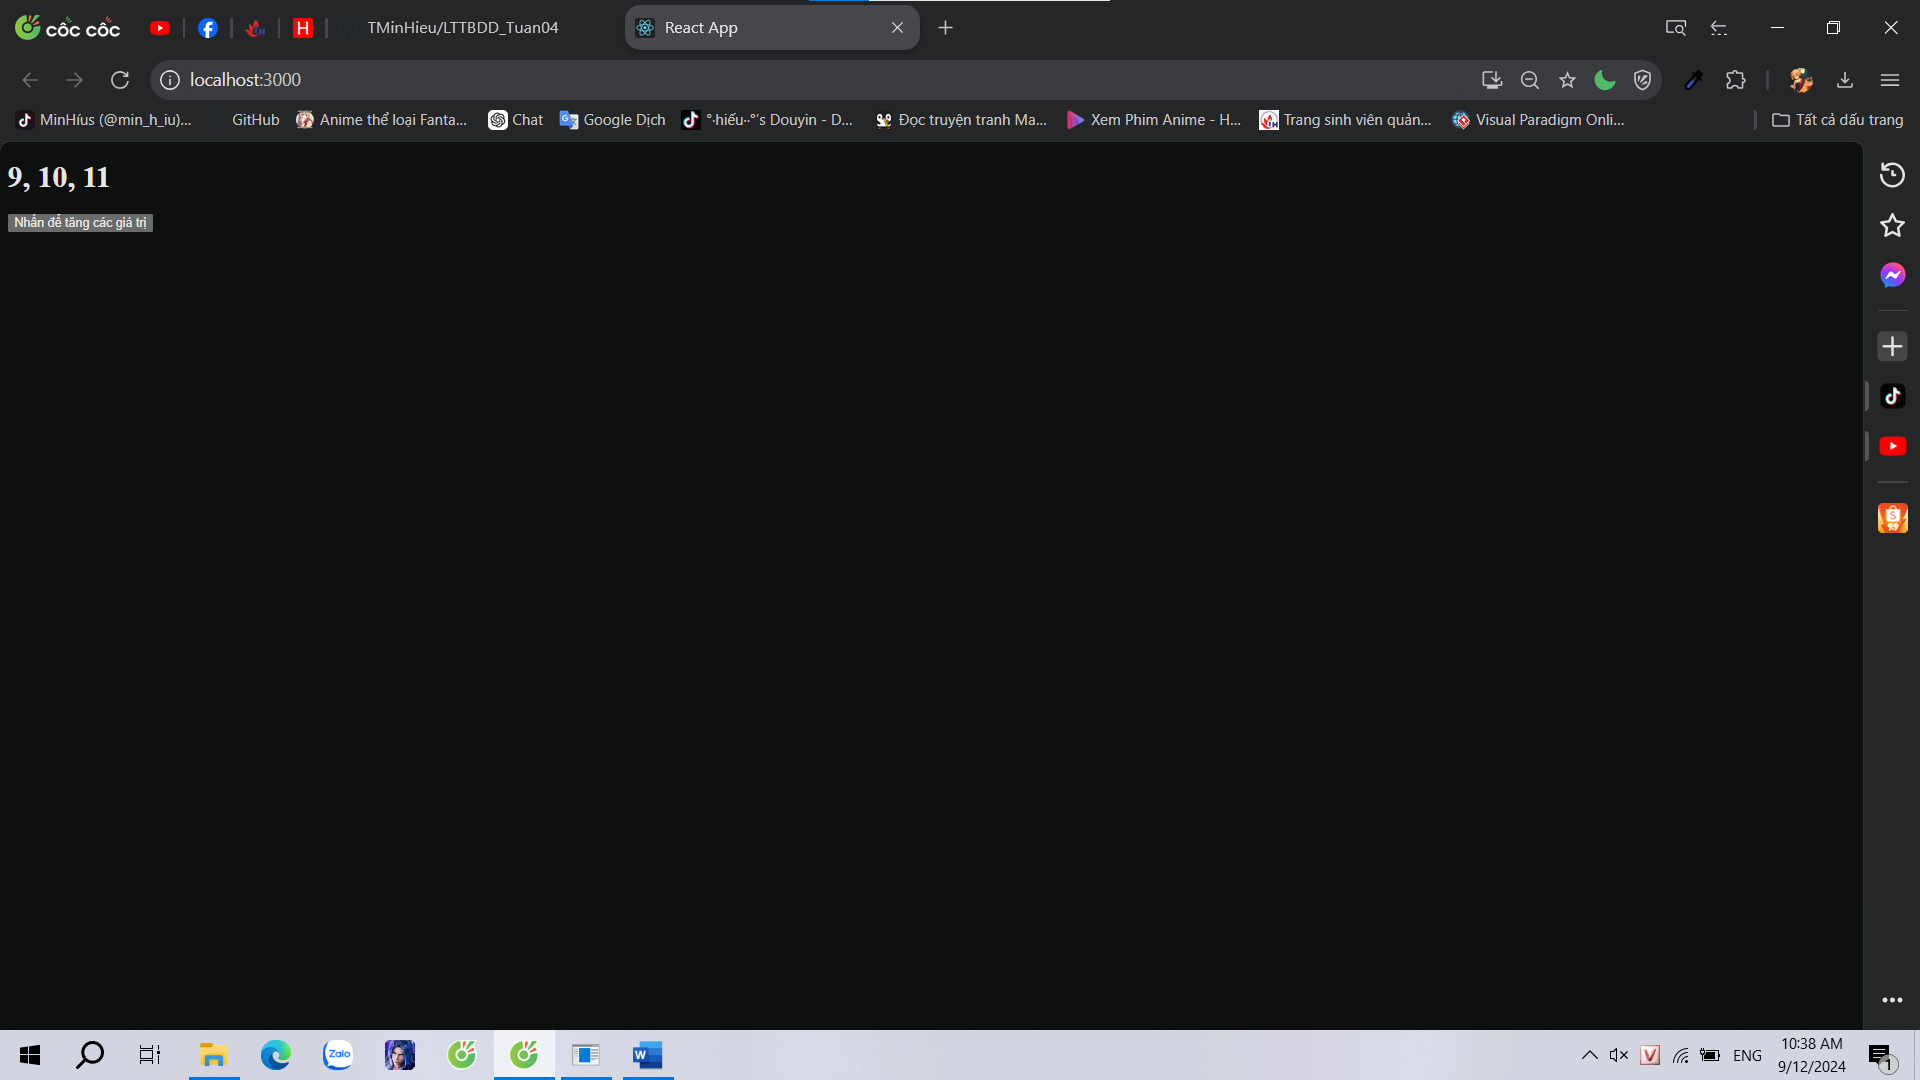 cốc cốc
H
TMinHieu/LTTBDD_Tuan04
React App
localhost:3000
MinHíus (@min_h_iu)...
GitHub
Anime thể loại Fanta...
Chat
Google Dịch
°·hiếu·°'s Douyin - D...
Đọc truyện tranh Ma...
Xem Phim Anime - H...
Trang sinh viên quản...
Visual Paradigm Onli...
Tất cả dấu trang
9, 10, 11
Nhấn để tăng các giá trị
Zalo
ENG
10:38 AM
9/12/2024
1